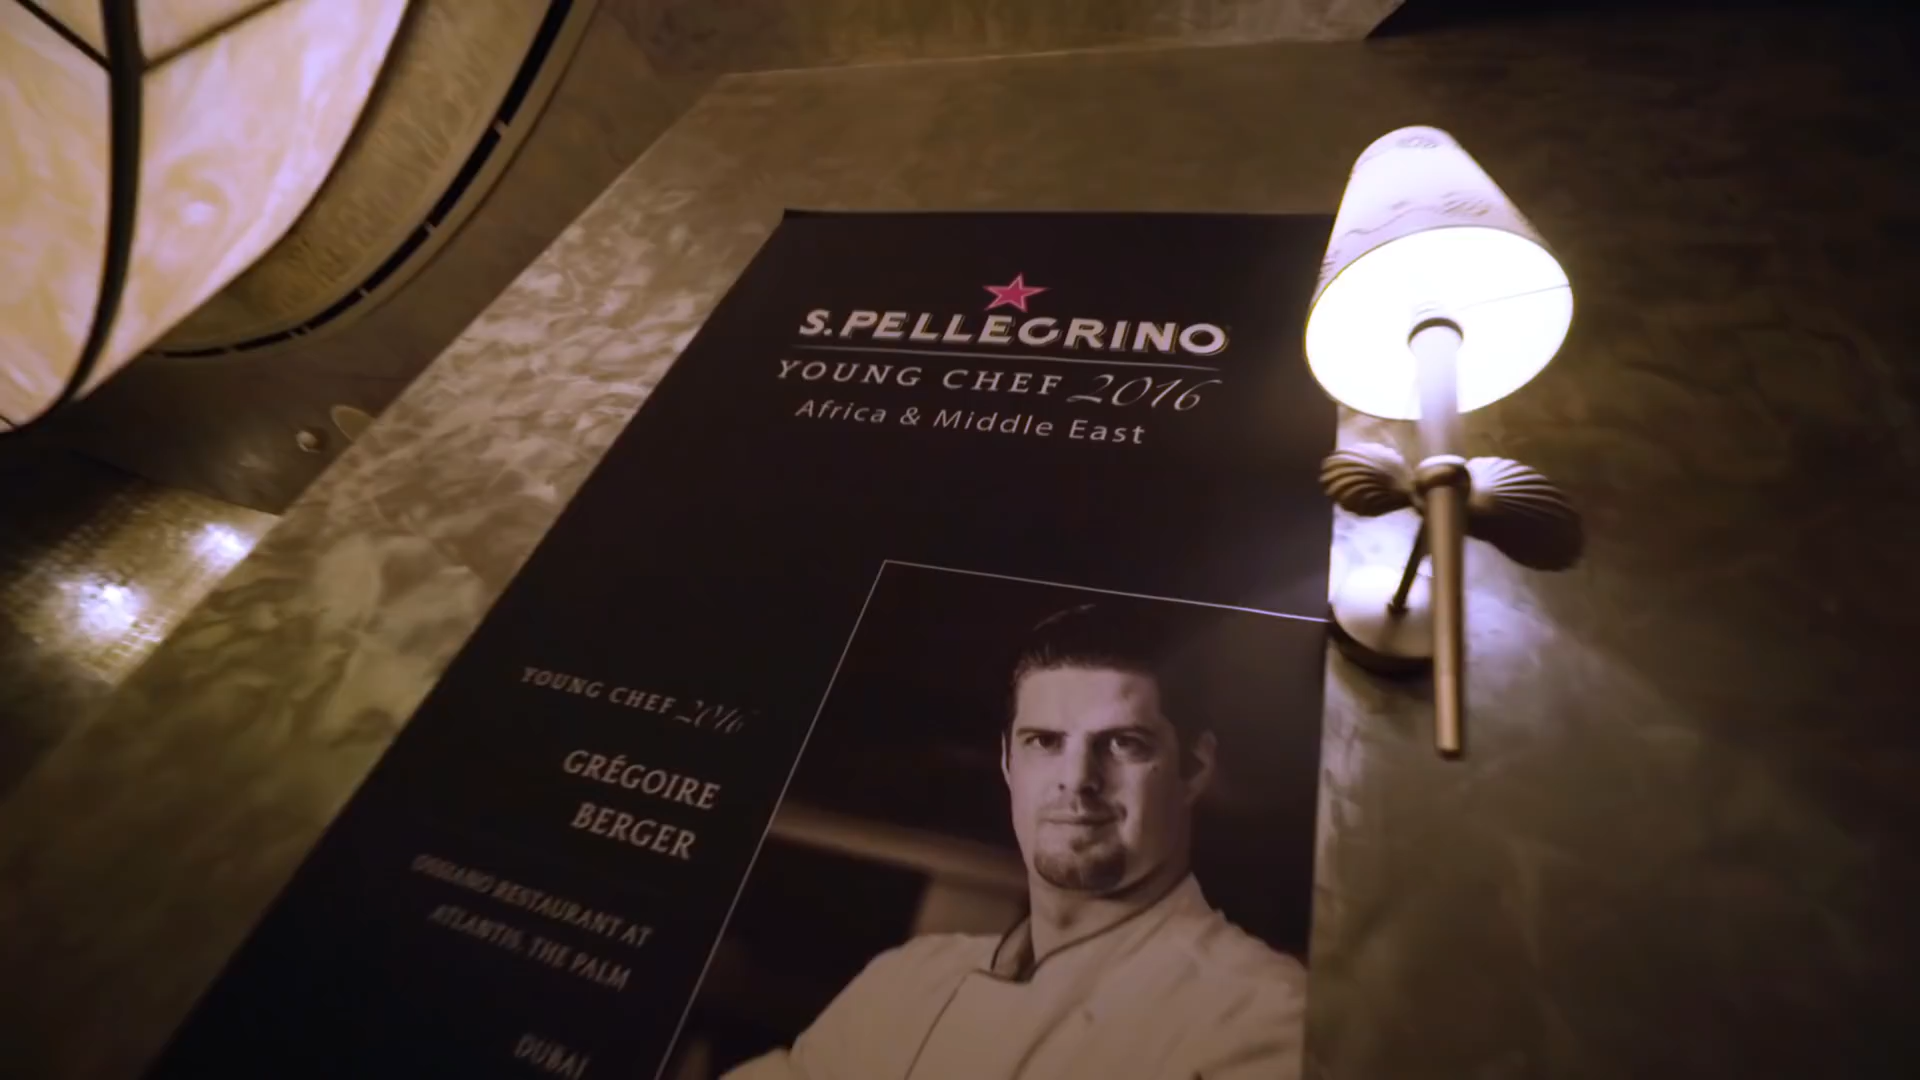 S.PELLEGRINO
YOUNG CHEF 2016
Africa & Middle East
YOUNG CHEF 2016
GRÉGOIRE
BERGER
OSSIANO RESTAURANT AT
ATLANTIS, THE PALM
DUBAI